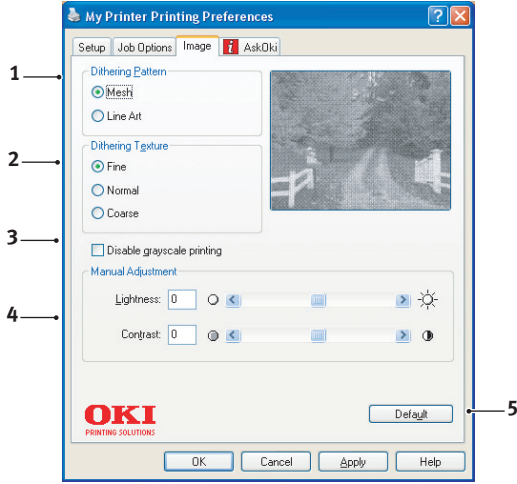 My Printer Printing Preferences
Setup Job Options Image i AskOki
1
Dithering Pattern
Mesh
Line Art
2
Dithering Texture
Fine
Normal
Coarse
3
Disable grayscale printing
Manual Adjustment
Lightness: 0
4
Contrast: 0
OKI
PRINTING SOLUTIONS
Default
5
OK Cancel Apply Help